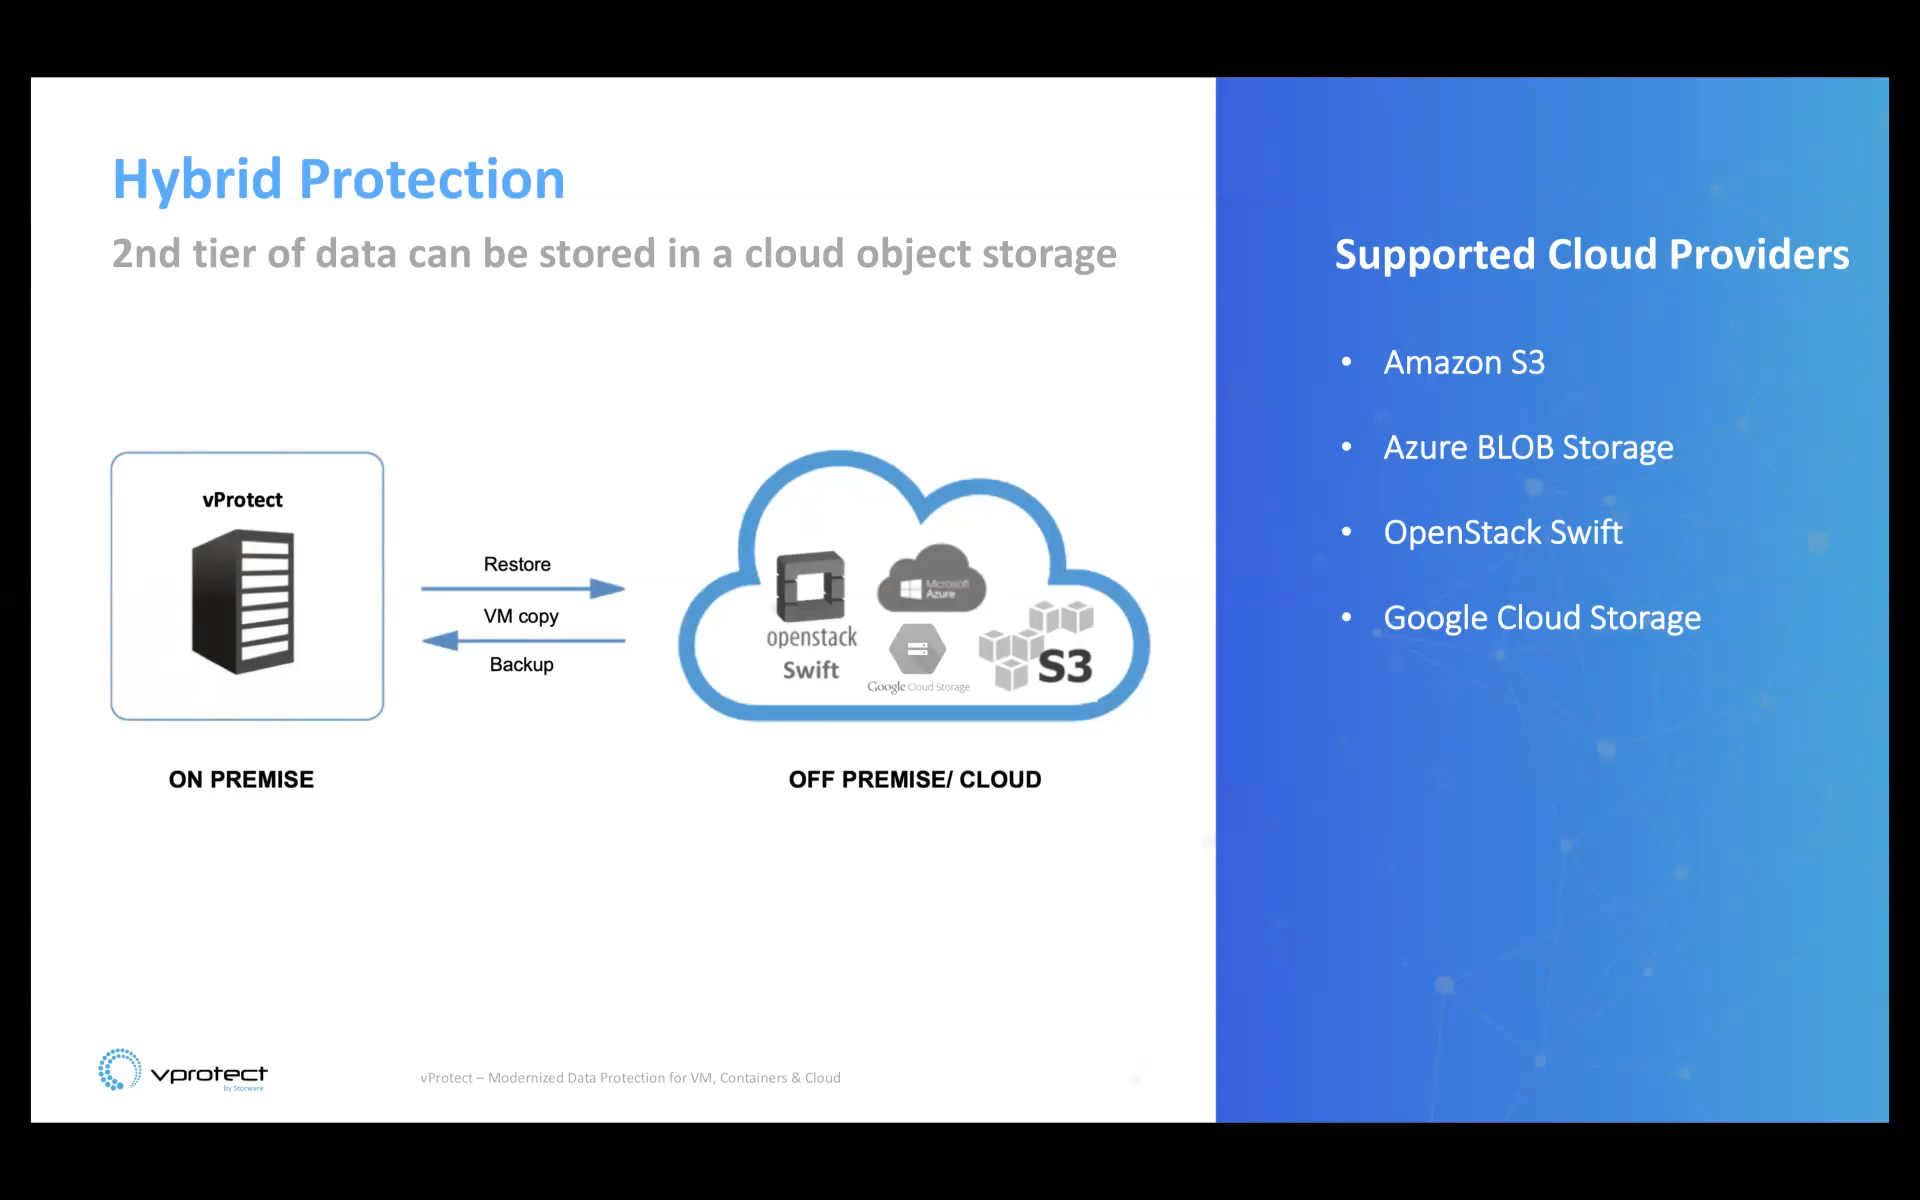 Hybrid Protection
2nd tier of data can be stored in a cloud object storage
vProtect
Restore
VM copy
Backup
openstack
Swift
Microsoft
Azure
Google Cloud Storage
S3
ON PREMISE
OFF PREMISE/ CLOUD
vprotect
by Storware
vProtect – Modernized Data Protection for VM, Containers & Cloud
Supported Cloud Providers
• Amazon S3
• Azure BLOB Storage
• OpenStack Swift
• Google Cloud Storage